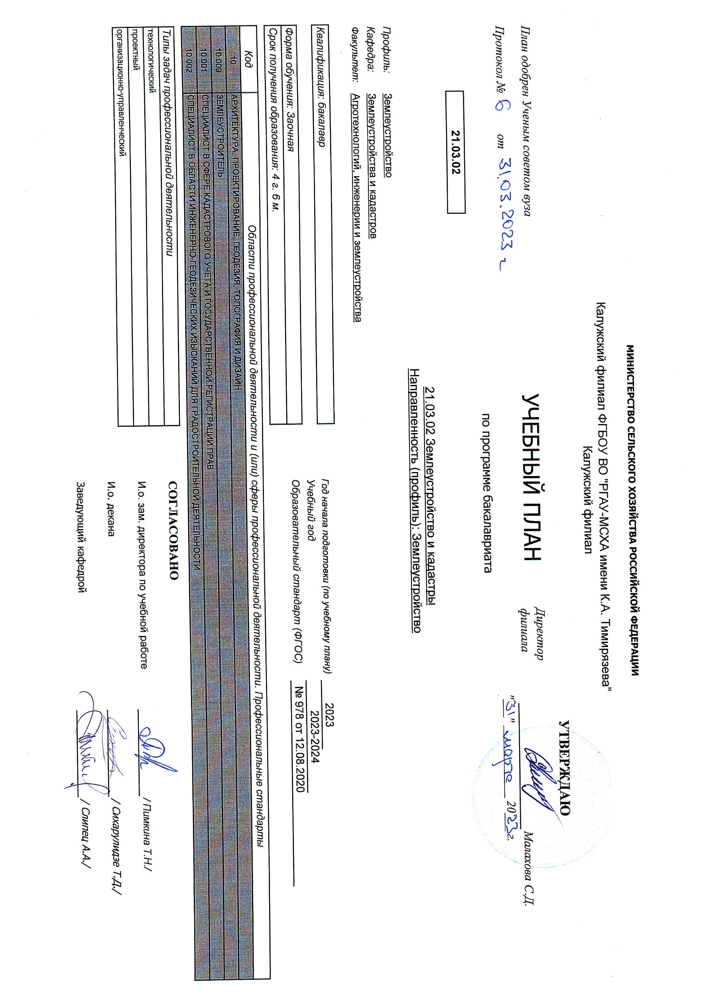 МИНИСТЕРСТВО СЕЛЬСКОГО ХОЗЯЙСТВА РОССИЙСКОЙ ФЕДЕРАЦИИ
Калужский филиал ФГБОУ ВО "РГАУ-МСХА имени К.А. Тимирязева"
Калужский филиал
УТВЕРЖДАЮ
План одобрен Ученым советом вуза
Протокол № 6 от 31.03.2023 г
УЧЕБНЫЙ ПЛАН
по программе бакалавриата
Директор
филиала
Малахова С.Д.
"31" марта 2023г.
21.03.02
21.03.02 Землеустройство и кадастры
Направленность (профиль): Землеустройство
Профиль: Землеустройство
Кафедра: Землеустройства и кадастров
Факультет: Агротехнологий, инженерии и землеустройства
Квалификация: бакалавр
Форма обучения: Заочная
Срок получения образования: 4 г. 6 м.
Год начала подготовки (по учебному плану) 2023
Учебный год 2023-2024
Образовательный стандарт (ФГОС) № 978 от 12.08.2020
Код Области профессиональной деятельности и (или) сферы профессиональной деятельности. Профессиональные стандарты
10 АРХИТЕКТУРА, ПРОЕКТИРОВАНИЕ, ГЕОДЕЗИЯ, ТОПОГРАФИЯ И ДИЗАЙН
10.009 ЗЕМЛЕУСТРОИТЕЛЬ
10.001 СПЕЦИАЛИСТ В СФЕРЕ КАДАСТРОВОГО УЧЕТА И ГОСУДАРСТВЕННОЙ РЕГИСТРАЦИИ ПРАВ
10.002 СПЕЦИАЛИСТ В ОБЛАСТИ ИНЖЕНЕРНО-ГЕОДЕЗИЧЕСКИХ ИЗЫСКАНИЙ ДЛЯ ГРАДОСТРОИТЕЛЬНОЙ ДЕЯТЕЛЬНОСТИ
Типы задач профессиональной деятельности
технологический
проектный
организационно-управленческий
СОГЛАСОВАНО
И.о. зам. директора по учебной работе / Пимкина Т.Н./
И.о. декана / Сихарулидзе Т.Д./
Заведующий кафедрой / Слипец А.А./